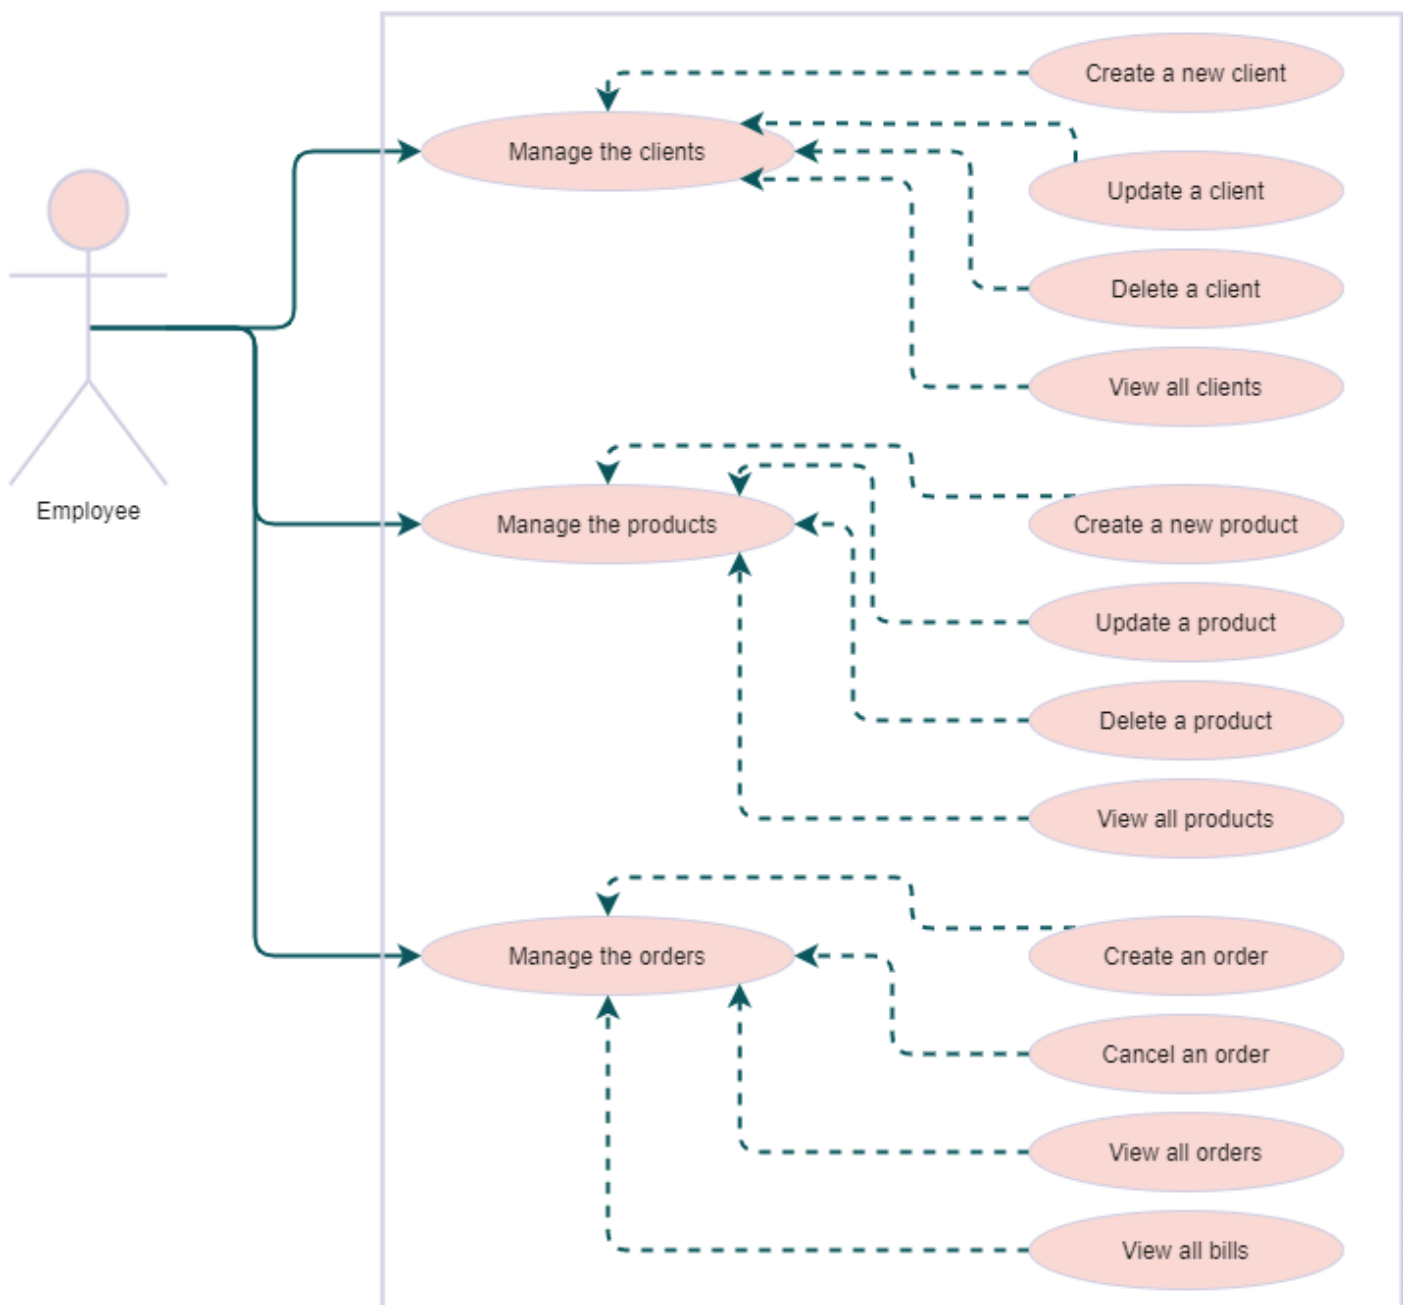 Create a new client
Manage the clients
Update a client
Delete a client
View all clients
Employee
Manage the products
Create a new product
Update a product
Delete a product
View all products
Manage the orders
Create an order
Cancel an order
View all orders
View all bills